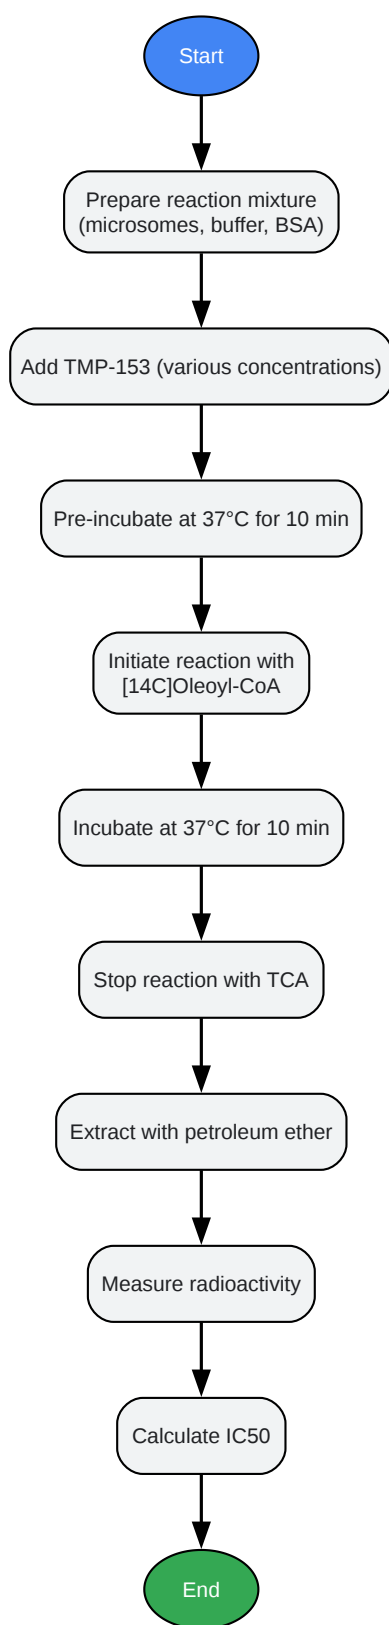 Start
Prepare reaction mixture
(microsomes, buffer, BSA)
Add TMP-153 (various concentrations)
Pre-incubate at 37°C for 10 min
Initiate reaction with
[14C]Oleoyl-CoA
Incubate at 37°C for 10 min
Stop reaction with TCA
Extract with petroleum ether
Measure radioactivity
Calculate IC50
End